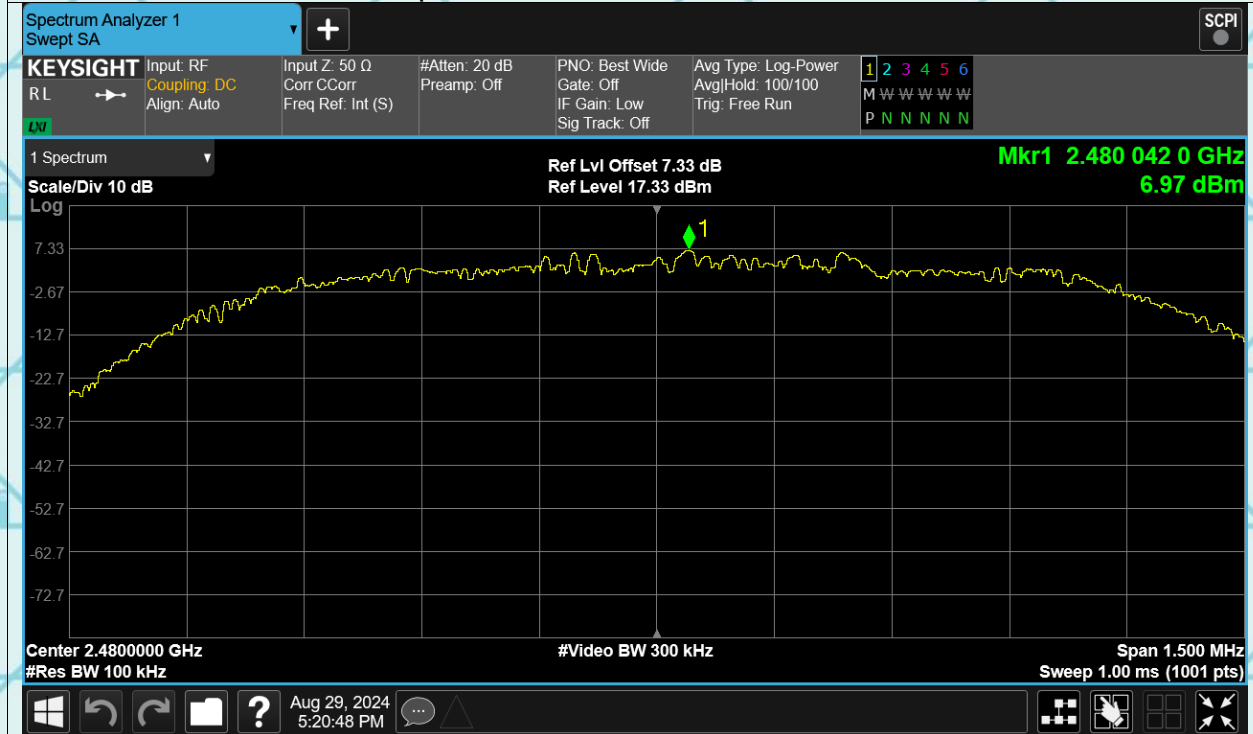 Spectrum Analyzer 1
Swept SA
+
SCPI
KEYSIGHT
RL
LXI
Input: RF
Coupling: DC
Align: Auto
Input Z: 50 Ω
Corr CCorr
Freq Ref: Int (S)
#Atten: 20 dB
Preamp: Off
PNO: Best Wide
Gate: Off
IF Gain: Low
Sig Track: Off
Avg Type: Log-Power
Avg|Hold: 100/100
Trig: Free Run
1 2 3 4 5 6
M W W W W W
P N N N N N
1 Spectrum
Scale/Div 10 dB
Log
Ref Lvl Offset 7.33 dB
Ref Level 17.33 dBm
Mkr1 2.480 042 0 GHz
6.97 dBm
1
7.33
-2.67
-12.7
-22.7
-32.7
-42.7
-52.7
-62.7
-72.7
Center 2.4800000 GHz
#Res BW 100 kHz
#Video BW 300 kHz
Span 1.500 MHz
Sweep 1.00 ms (1001 pts)
?
Aug 29, 2024
5:20:48 PM